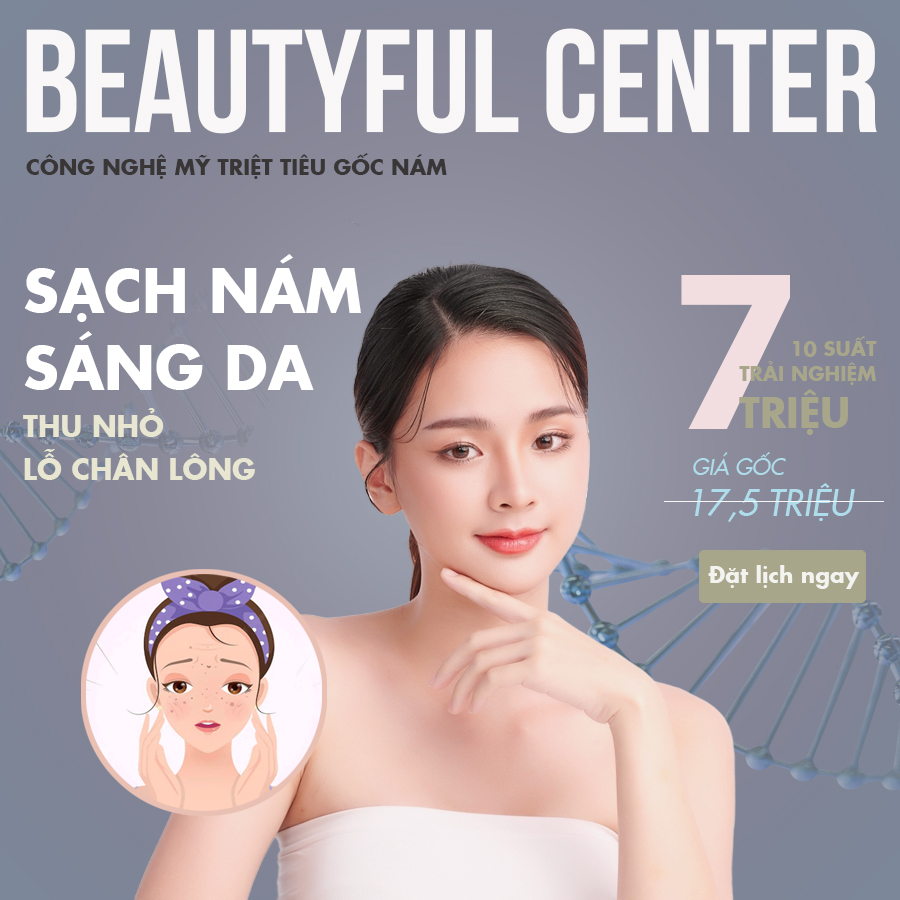 BEAUTYFUL CENTER
CÔNG NGHỆ MỸ TRIỆT TIÊU GỐC NÁM
SẠCH NÁM
SÁNG DA
THU NHỎ
LỖ CHÂN LÔNG
7
10 SUẤT
TRẢI NGHIỆM
TRIỆU
GIÁ GỐC
17,5 TRIỆU
Đặt lịch ngay